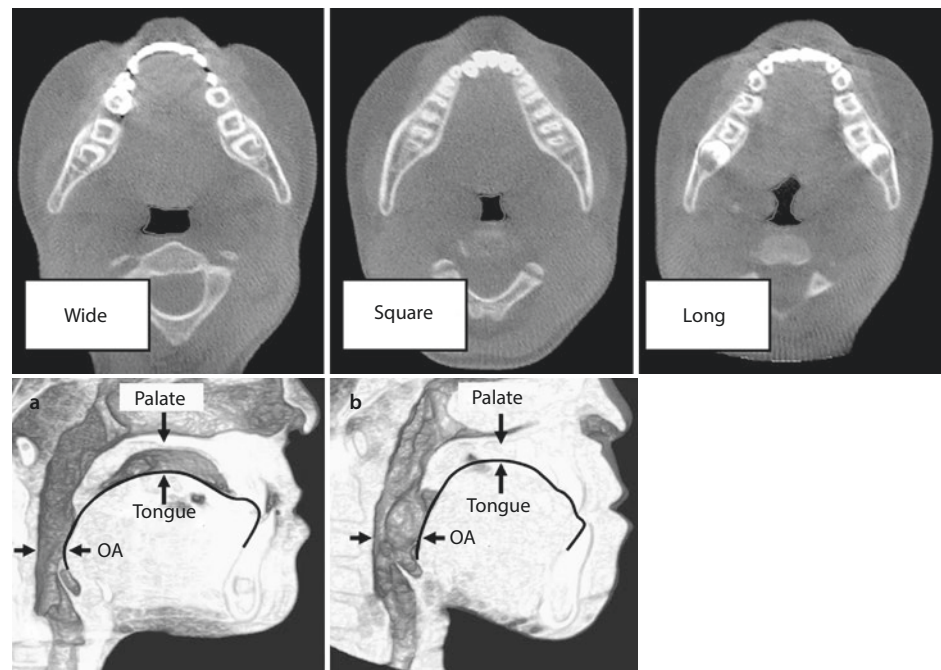 Wide
Square
Long
a
Palate
Tongue
OA
b
Palate
Tongue
OA